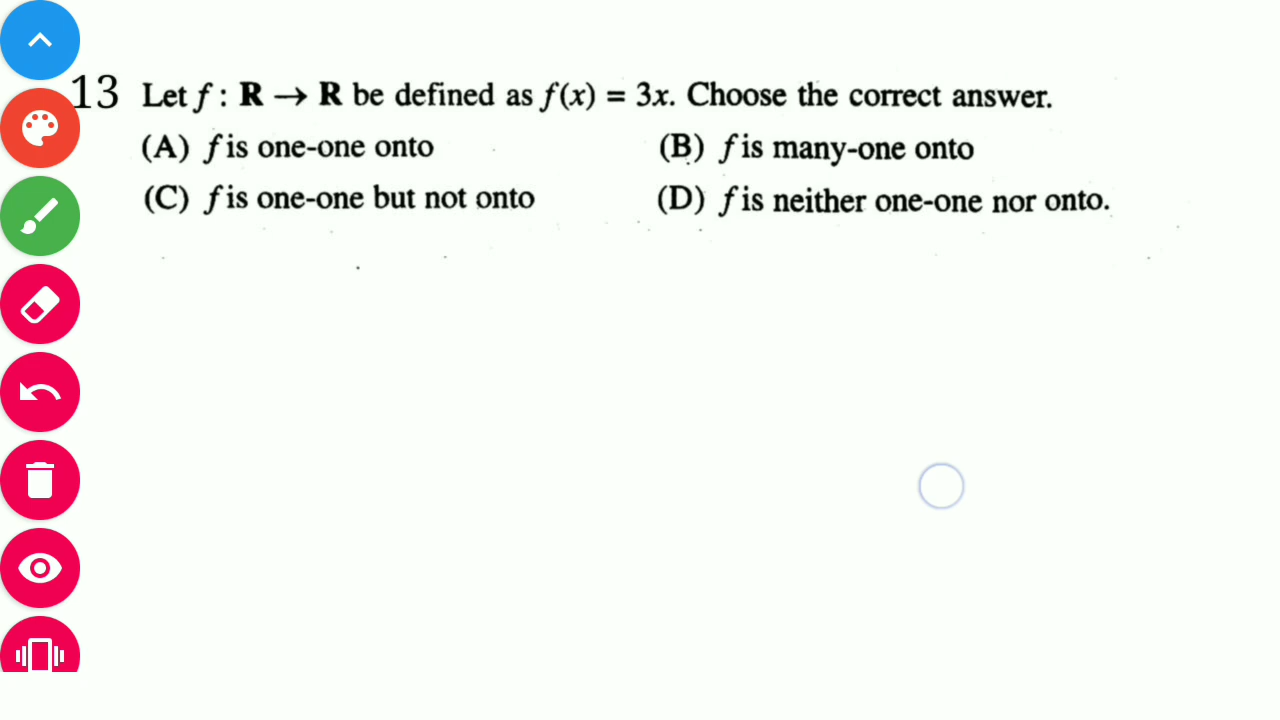 13 Let f : R → R be defined as f(x) = 3x. Choose the correct answer.
(A) f is one-one onto (B) f is many-one onto
(C) f is one-one but not onto (D) f is neither one-one nor onto.